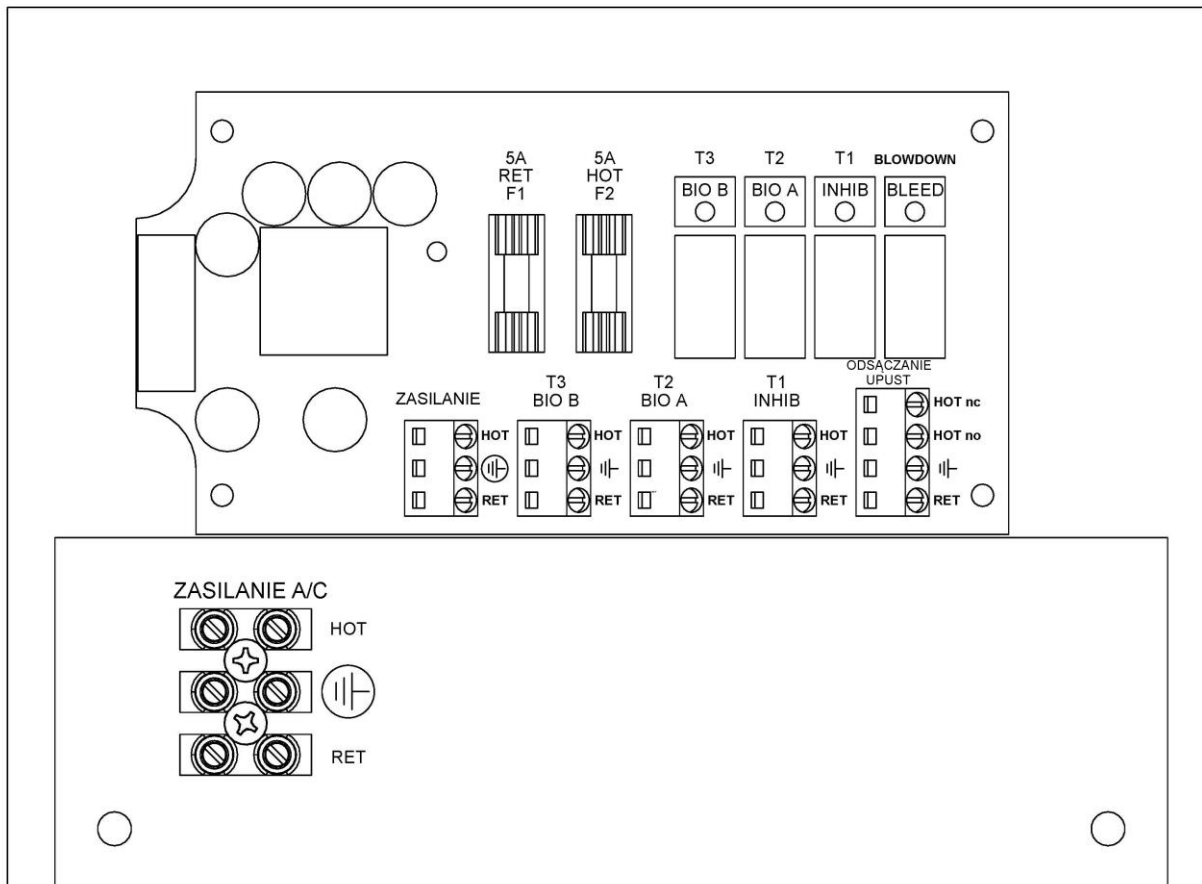 5A
RET
F1
5A
HOT
F2
T3
T2
T1
BLOWDOWN
BIO B
BIO A
INHIB
BLEED
ZASILANIE
T3
BIO B
T2
BIO A
T1
INHIB
ODSĄCZANIE
UPUST
HOT
RET
HOT
RET
HOT
RET
HOT
RET
HOT nc
HOT no
RET
ZASILANIE A/C
HOT
RET